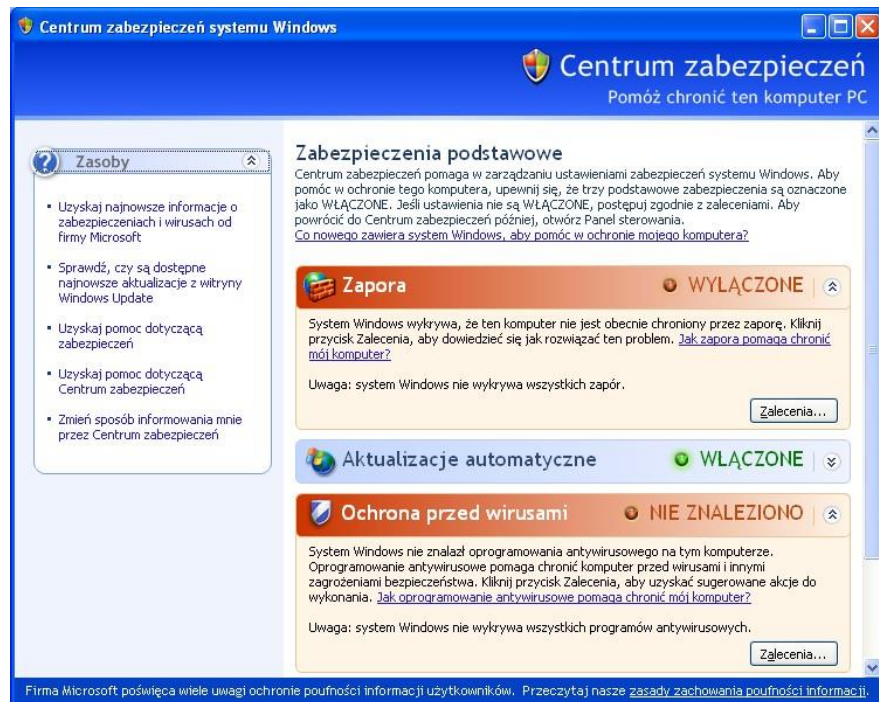 Centrum zabezpieczeń systemu Windows
Centrum zabezpieczeń
Pomóż chronić ten komputer PC
Zasoby
• Uzyskaj najnowsze informacje o
zabezpieczeniach i wirusach od
firmy Microsoft
• Sprawdź, czy są dostępne
najnowsze aktualizacje z witryny
Windows Update
• Uzyskaj pomoc dotyczącą
zabezpieczeń
• Uzyskaj pomoc dotyczącą
Centrum zabezpieczeń
• Zmień sposób informowania mnie
przez Centrum zabezpieczeń
Zabezpieczenia podstawowe
Centrum zabezpieczeń pomaga w zarządzaniu ustawieniami zabezpieczeń systemu Windows. Aby
pomóc w ochronie tego komputera, upewnij się, że trzy podstawowe zabezpieczenia są oznaczone
jako WŁĄCZONE. Jeśli ustawienia nie są WŁĄCZONE, postępuj zgodnie z zaleceniami. Aby
powrócić do Centrum zabezpieczeń później, otwórz Panel sterowania.
Co nowego zawiera system Windows, aby pomóc w ochronie mojego komputera?
Zapora WYŁĄCZONE
System Windows wykrywa, że ten komputer nie jest obecnie chroniony przez zaporę. Kliknij
przycisk Zalecenia, aby dowiedzieć się jak rozwiązać ten problem. Jak zapora pomaga chronić
mój komputer?
Uwaga: system Windows nie wykrywa wszystkich zapór.
Zalecenia...
Aktualizacje automatyczne WŁĄCZONE
Ochrona przed wirusami NIE ZNALEZIONO
System Windows nie znalazł oprogramowania antywirusowego na tym komputerze.
Oprogramowanie antywirusowe pomaga chronić komputer przed wirusami i innymi
zagrożeniami bezpieczeństwa. Kliknij przycisk Zalecenia, aby uzyskać sugerowane akcje do
wykonania. Jak oprogramowanie antywirusowe pomaga chronić mój komputer?
Uwaga: system Windows nie wykrywa wszystkich programów antywirusowych.
Zalecenia...
Firma Microsoft poświęca wiele uwagi ochronie poufności informacji użytkowników. Przeczytaj nasze zasady zachowania poufności informacji.